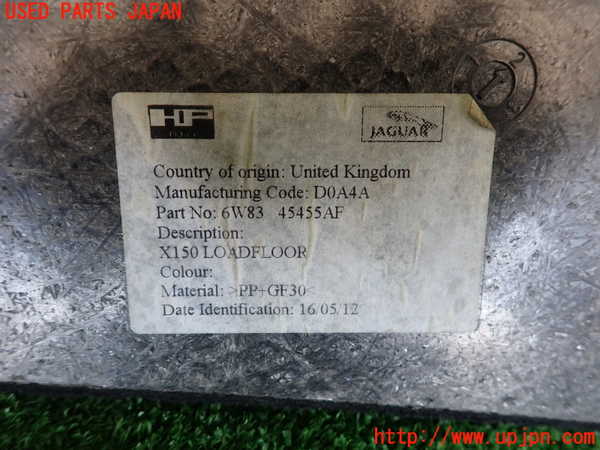 USED PARTS JAPAN
HP
JAGUAR
Country of origin: United Kingdom
Manufacturing Code: D0A4A
Part No: 6W83 45455AF
Description:
X150 LOADFLOOR
Colour:
Material: >PP+GF30<
Date Identification: 16/05/12
http://www.upjpn.com/